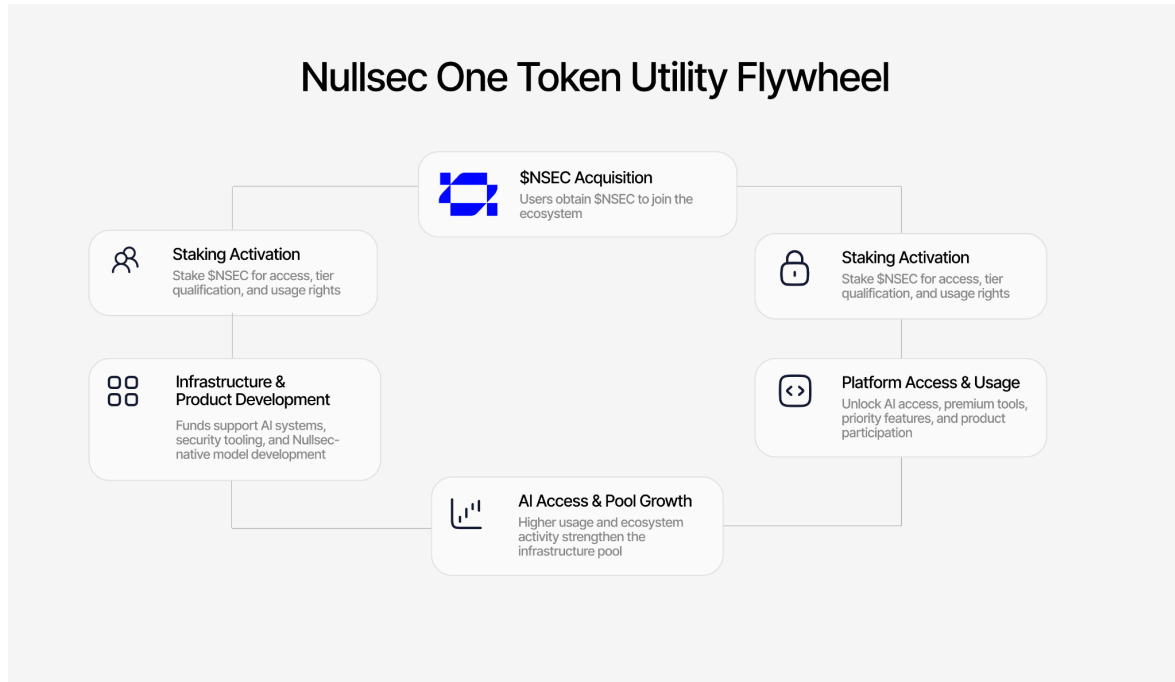 Nullsec One Token Utility Flywheel
$NSEC Acquisition
Users obtain $NSEC to join the
ecosystem
Staking Activation
Stake $NSEC for access, tier
qualification, and usage rights
Staking Activation
Stake $NSEC for access, tier
qualification, and usage rights
Infrastructure &
Product Development
Funds support AI systems,
security tooling, and Nullsec-
native model development
Platform Access & Usage
Unlock AI access, premium tools,
priority features, and product
participation
AI Access & Pool Growth
Higher usage and ecosystem
activity strengthen the
infrastructure pool